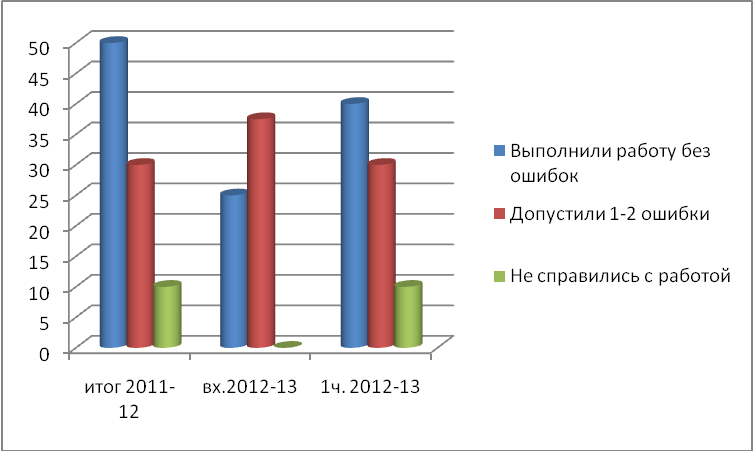 50
45
40
35
30
25
20
15
10
5
0
итог 2011-
12
вх.2012-13
1ч. 2012-13
Выполнили работу без
ошибок
Допустили 1-2 ошибки
Не справились с работой